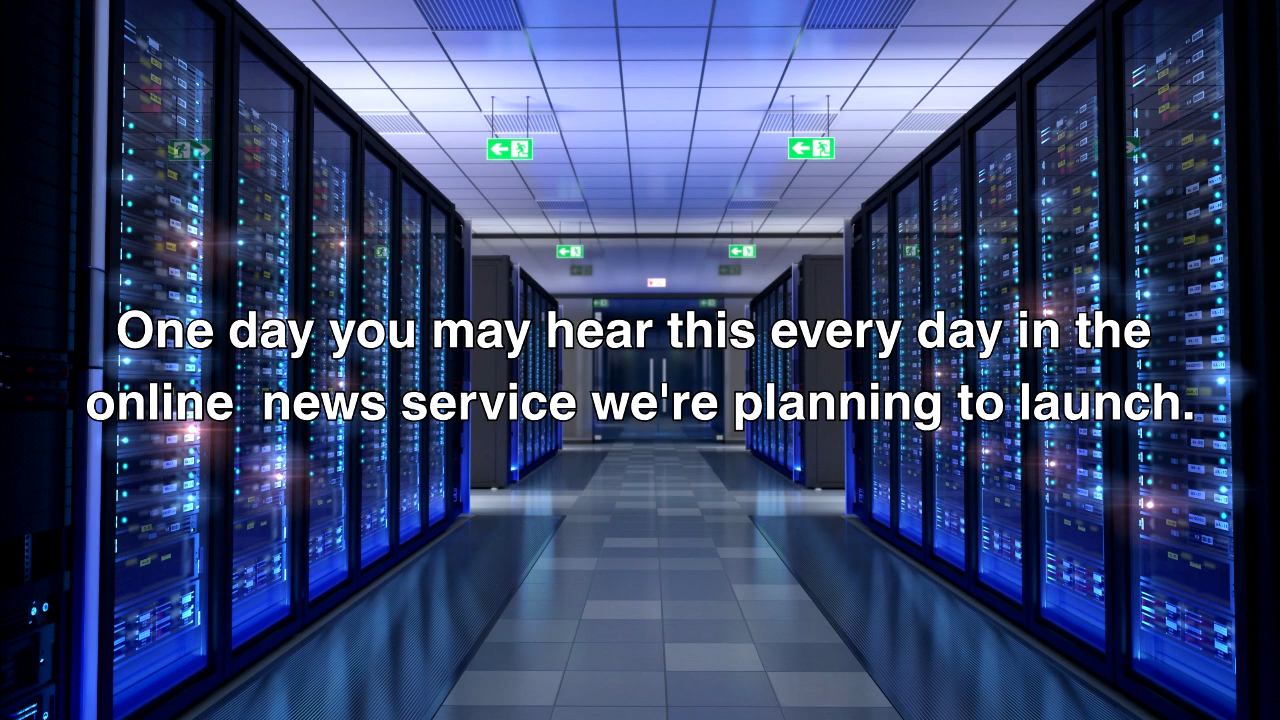 One day you may hear this every day in the
online  news service we're planning to launch.